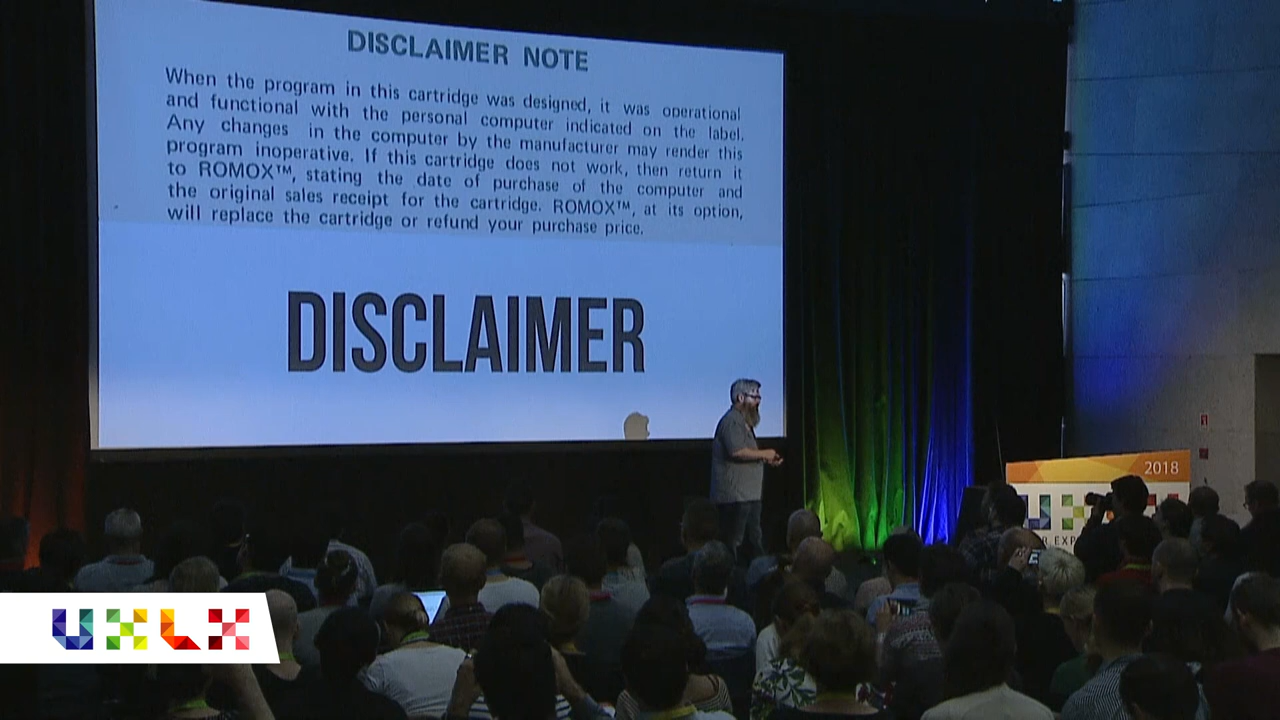 DISCLAIMER NOTE
When the program in this cartridge was designed, it was operational
and functional with the personal computer indicated on the label.
Any changes in the computer by the manufacturer may render this
program inoperative. If this cartridge does not work, then return it
to ROMOX™, stating the date of purchase of the computer and
the original sales receipt for the cartridge. ROMOX™, at its option,
will replace the cartridge or refund your purchase price.
DISCLAIMER
2018
UXLX